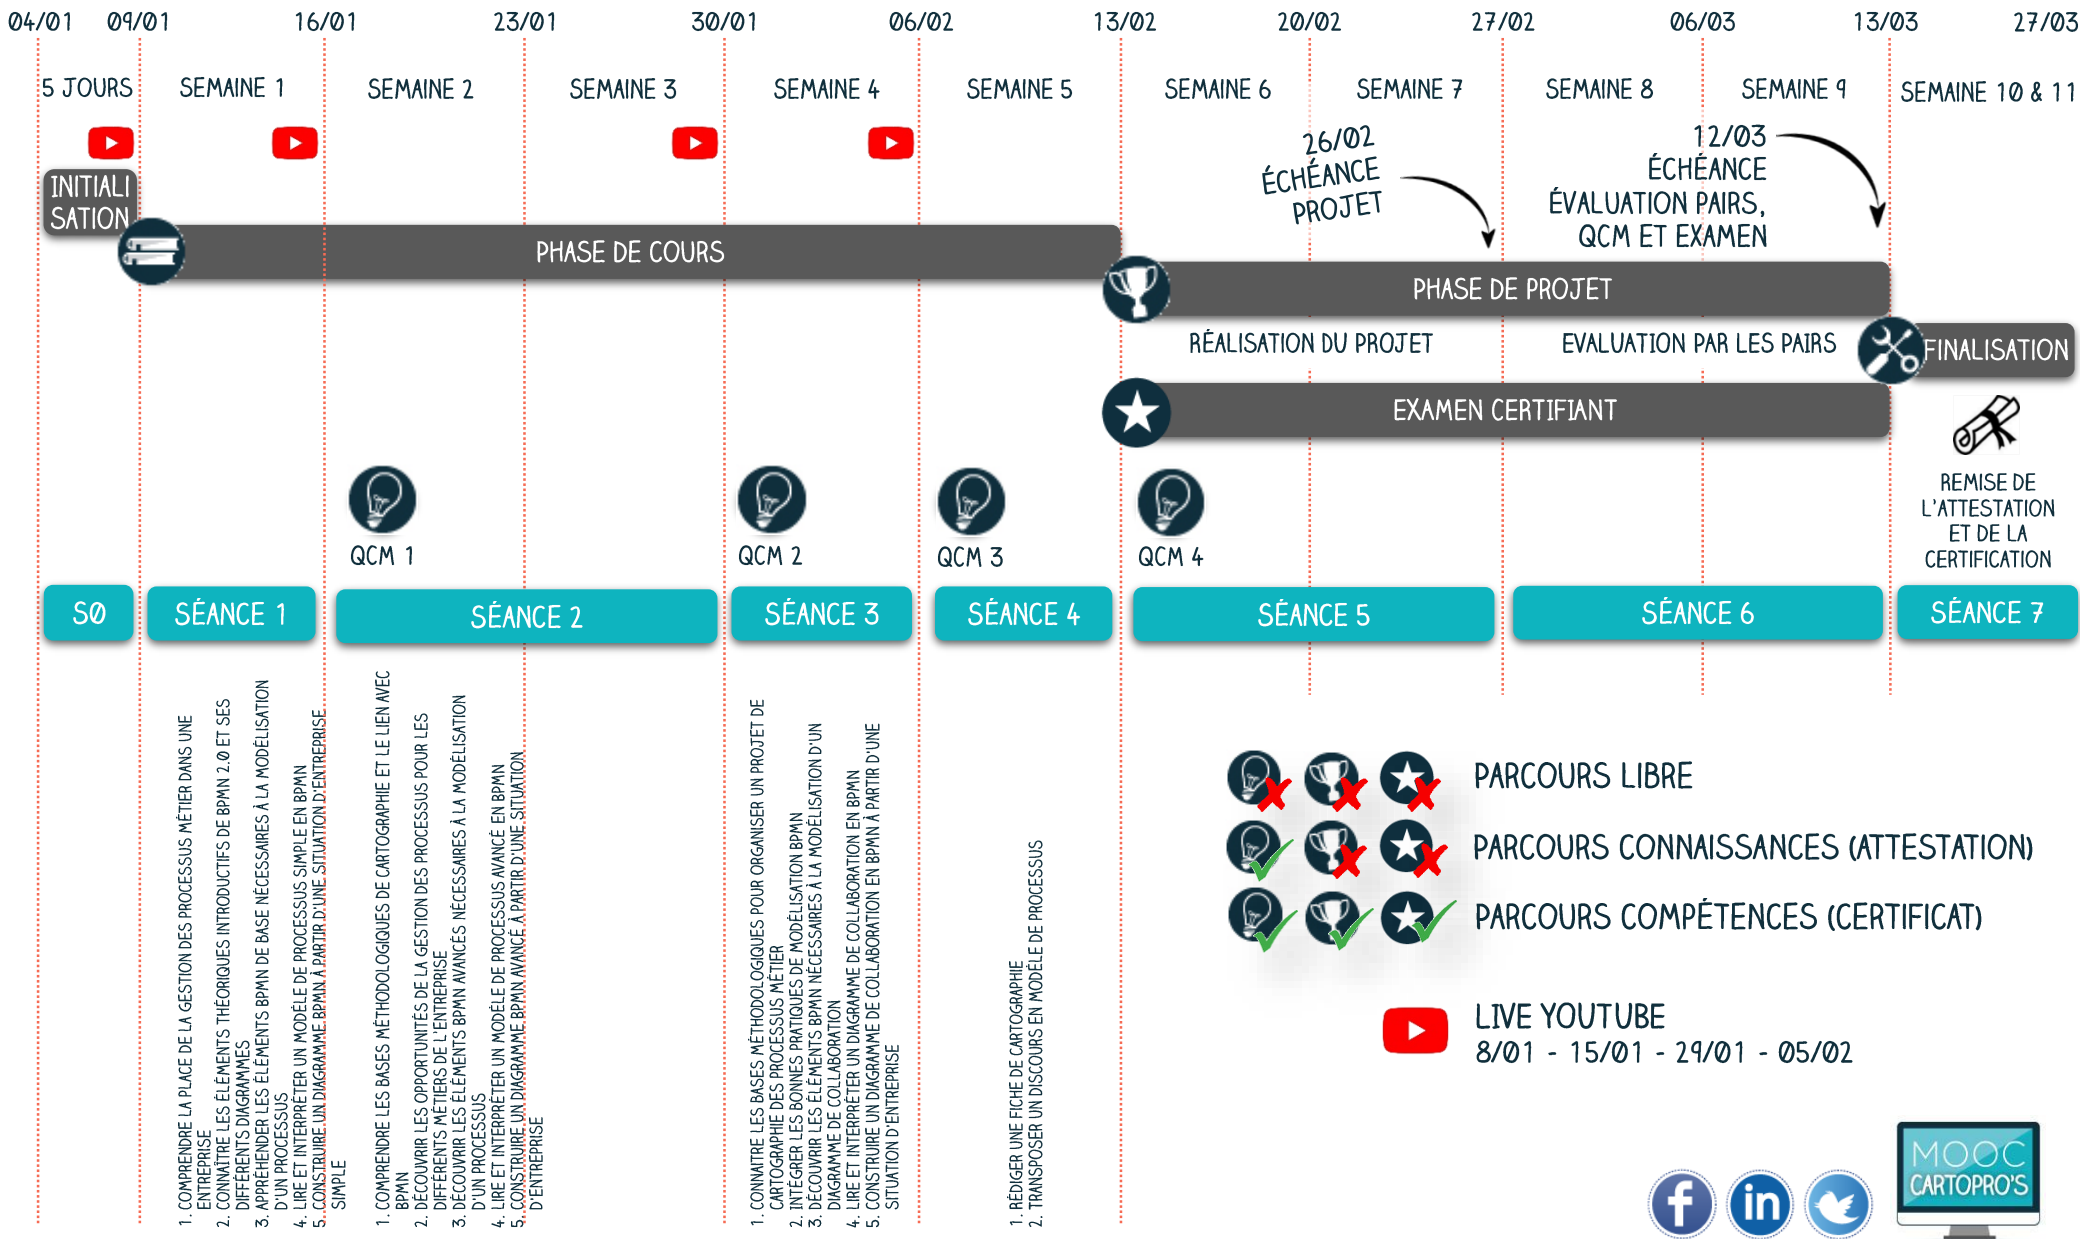 04/01 09/01 16/01 23/01 30/01 06/02 13/02 20/02 27/02 06/03 13/03 27/03
5 JOURS SEMAINE 1 SEMAINE 2 SEMAINE 3 SEMAINE 4 SEMAINE 5 SEMAINE 6 SEMAINE 7 SEMAINE 8 SEMAINE 9 SEMAINE 10 & 11
26/02
ÉCHÉANCE
PROJET
12/03
ÉCHÉANCE
ÉVALUATION PAIRS,
QCM ET EXAMEN
INITIALI
SATION
PHASE DE COURS
PHASE DE PROJET
RÉALISATION DU PROJET
EVALUATION PAR LES PAIRS
FINALISATION
EXAMEN CERTIFIANT
REMISE DE
L'ATTESTATION
ET DE LA
CERTIFICATION
QCM 1
QCM 2
QCM 3
QCM 4
SØ SÉANCE 1 SÉANCE 2 SÉANCE 3 SÉANCE 4 SÉANCE 5 SÉANCE 6 SÉANCE 7
1. COMPRENDRE LA PLACE DE LA GESTION DES PROCESSUS MÉTIER DANS UNE
ENTREPRISE
2. CONNAÎTRE LES ÉLÉMENTS THÉORIQUES INTRODUCTIFS DE BPMN 2.0 ET SES
DIFFÉRENTS DIAGRAMMES
3. APPRÉHENDER LES ÉLÉMENTS BPMN DE BASE NÉCESSAIRES À LA MODÉLISATION
D'UN PROCESSUS
4. LIRE ET INTERPRÉTER UN MODÈLE DE PROCESSUS SIMPLE EN BPMN
5. CONSTRUIRE UN DIAGRAMME BPMN À PARTIR D'UNE SITUATION D'ENTREPRISE
SIMPLE
1. COMPRENDRE LES BASES MÉTHODOLOGIQUES DE CARTOGRAPHIE ET LE LIEN AVEC
BPMN
2. DÉCOUVRIR LES OPPORTUNITÉS DE LA GESTION DES PROCESSUS POUR LES
DIFFÉRENTS MÉTIERS DE L'ENTREPRISE
3. DÉCOUVRIR LES ÉLÉMENTS BPMN AVANCÉS NÉCESSAIRES À LA MODÉLISATION
D'UN PROCESSUS
4. LIRE ET INTERPRÉTER UN MODÈLE DE PROCESSUS AVANCÉ EN BPMN
5. CONSTRUIRE UN DIAGRAMME BPMN AVANCÉ À PARTIR D'UNE SITUATION
D'ENTREPRISE
1. CONNAITRE LES BASES MÉTHODOLOGIQUES POUR ORGANISER UN PROJET DE
CARTOGRAPHIE DES PROCESSUS MÉTIER
2. INTÉGRER LES BONNES PRATIQUES DE MODÉLISATION BPMN
3. DÉCOUVRIR LES ÉLÉMENTS BPMN NÉCESSAIRES À LA MODÉLISATION D'UN
DIAGRAMME DE COLLABORATION
4. LIRE ET INTERPRÉTER UN DIAGRAMME DE COLLABORATION EN BPMN
5. CONSTRUIRE UN DIAGRAMME DE COLLABORATION EN BPMN À PARTIR D'UNE
SITUATION D'ENTREPRISE
1. RÉDIGER UNE FICHE DE CARTOGRAPHIE
2. TRANSPOSER UN DISCOURS EN MODÈLE DE PROCESSUS
PARCOURS LIBRE
PARCOURS CONNAISSANCES (ATTESTATION)
PARCOURS COMPÉTENCES (CERTIFICAT)
LIVE YOUTUBE
8/01 - 15/01 - 29/01 - 05/02
MOOC
CARTOPRO'S